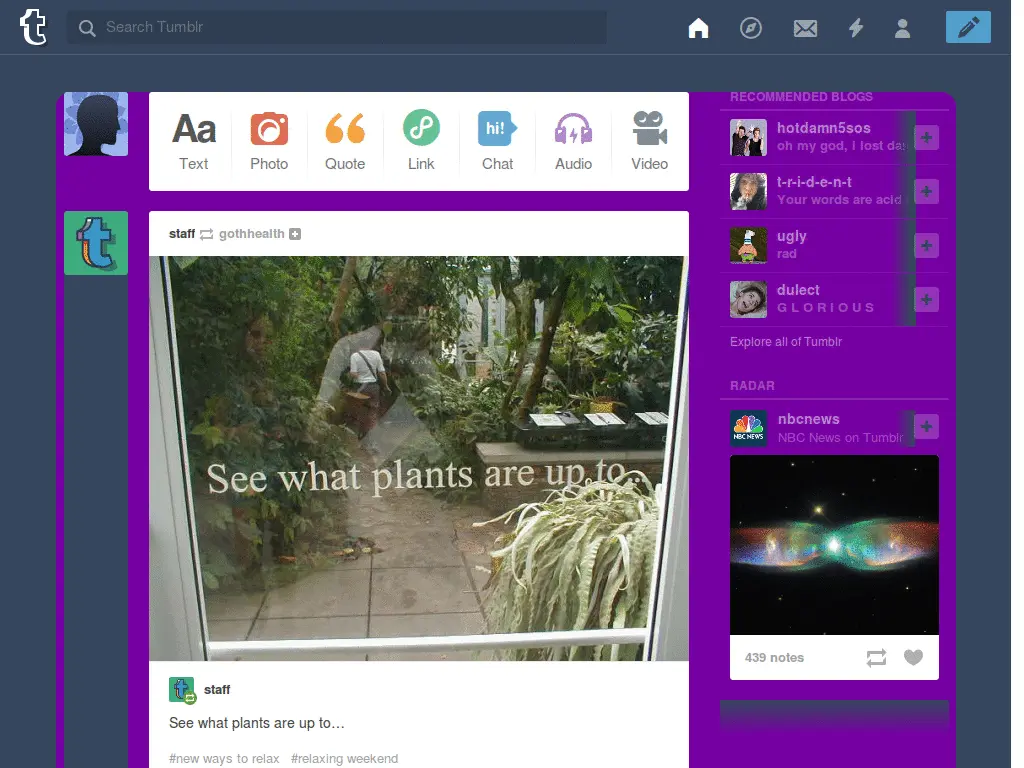 Search Tumblr
Aa
Text
Photo
Quote
Link
hi!
Chat
Audio
Video
staff gothhealth
See what plants are up to...
staff
See what plants are up to…
#new ways to relax #relaxing weekend
RECOMMENDED BLOGS
hotdamn5sos
oh my god, I lost
t-r-i-d-e-n-t
Your words are acid
ugly
rad
dulect
G L O R I O U S
Explore all of Tumblr
RADAR
nbcnews
NBC NEWS
NBC News on Tumblr
439 notes